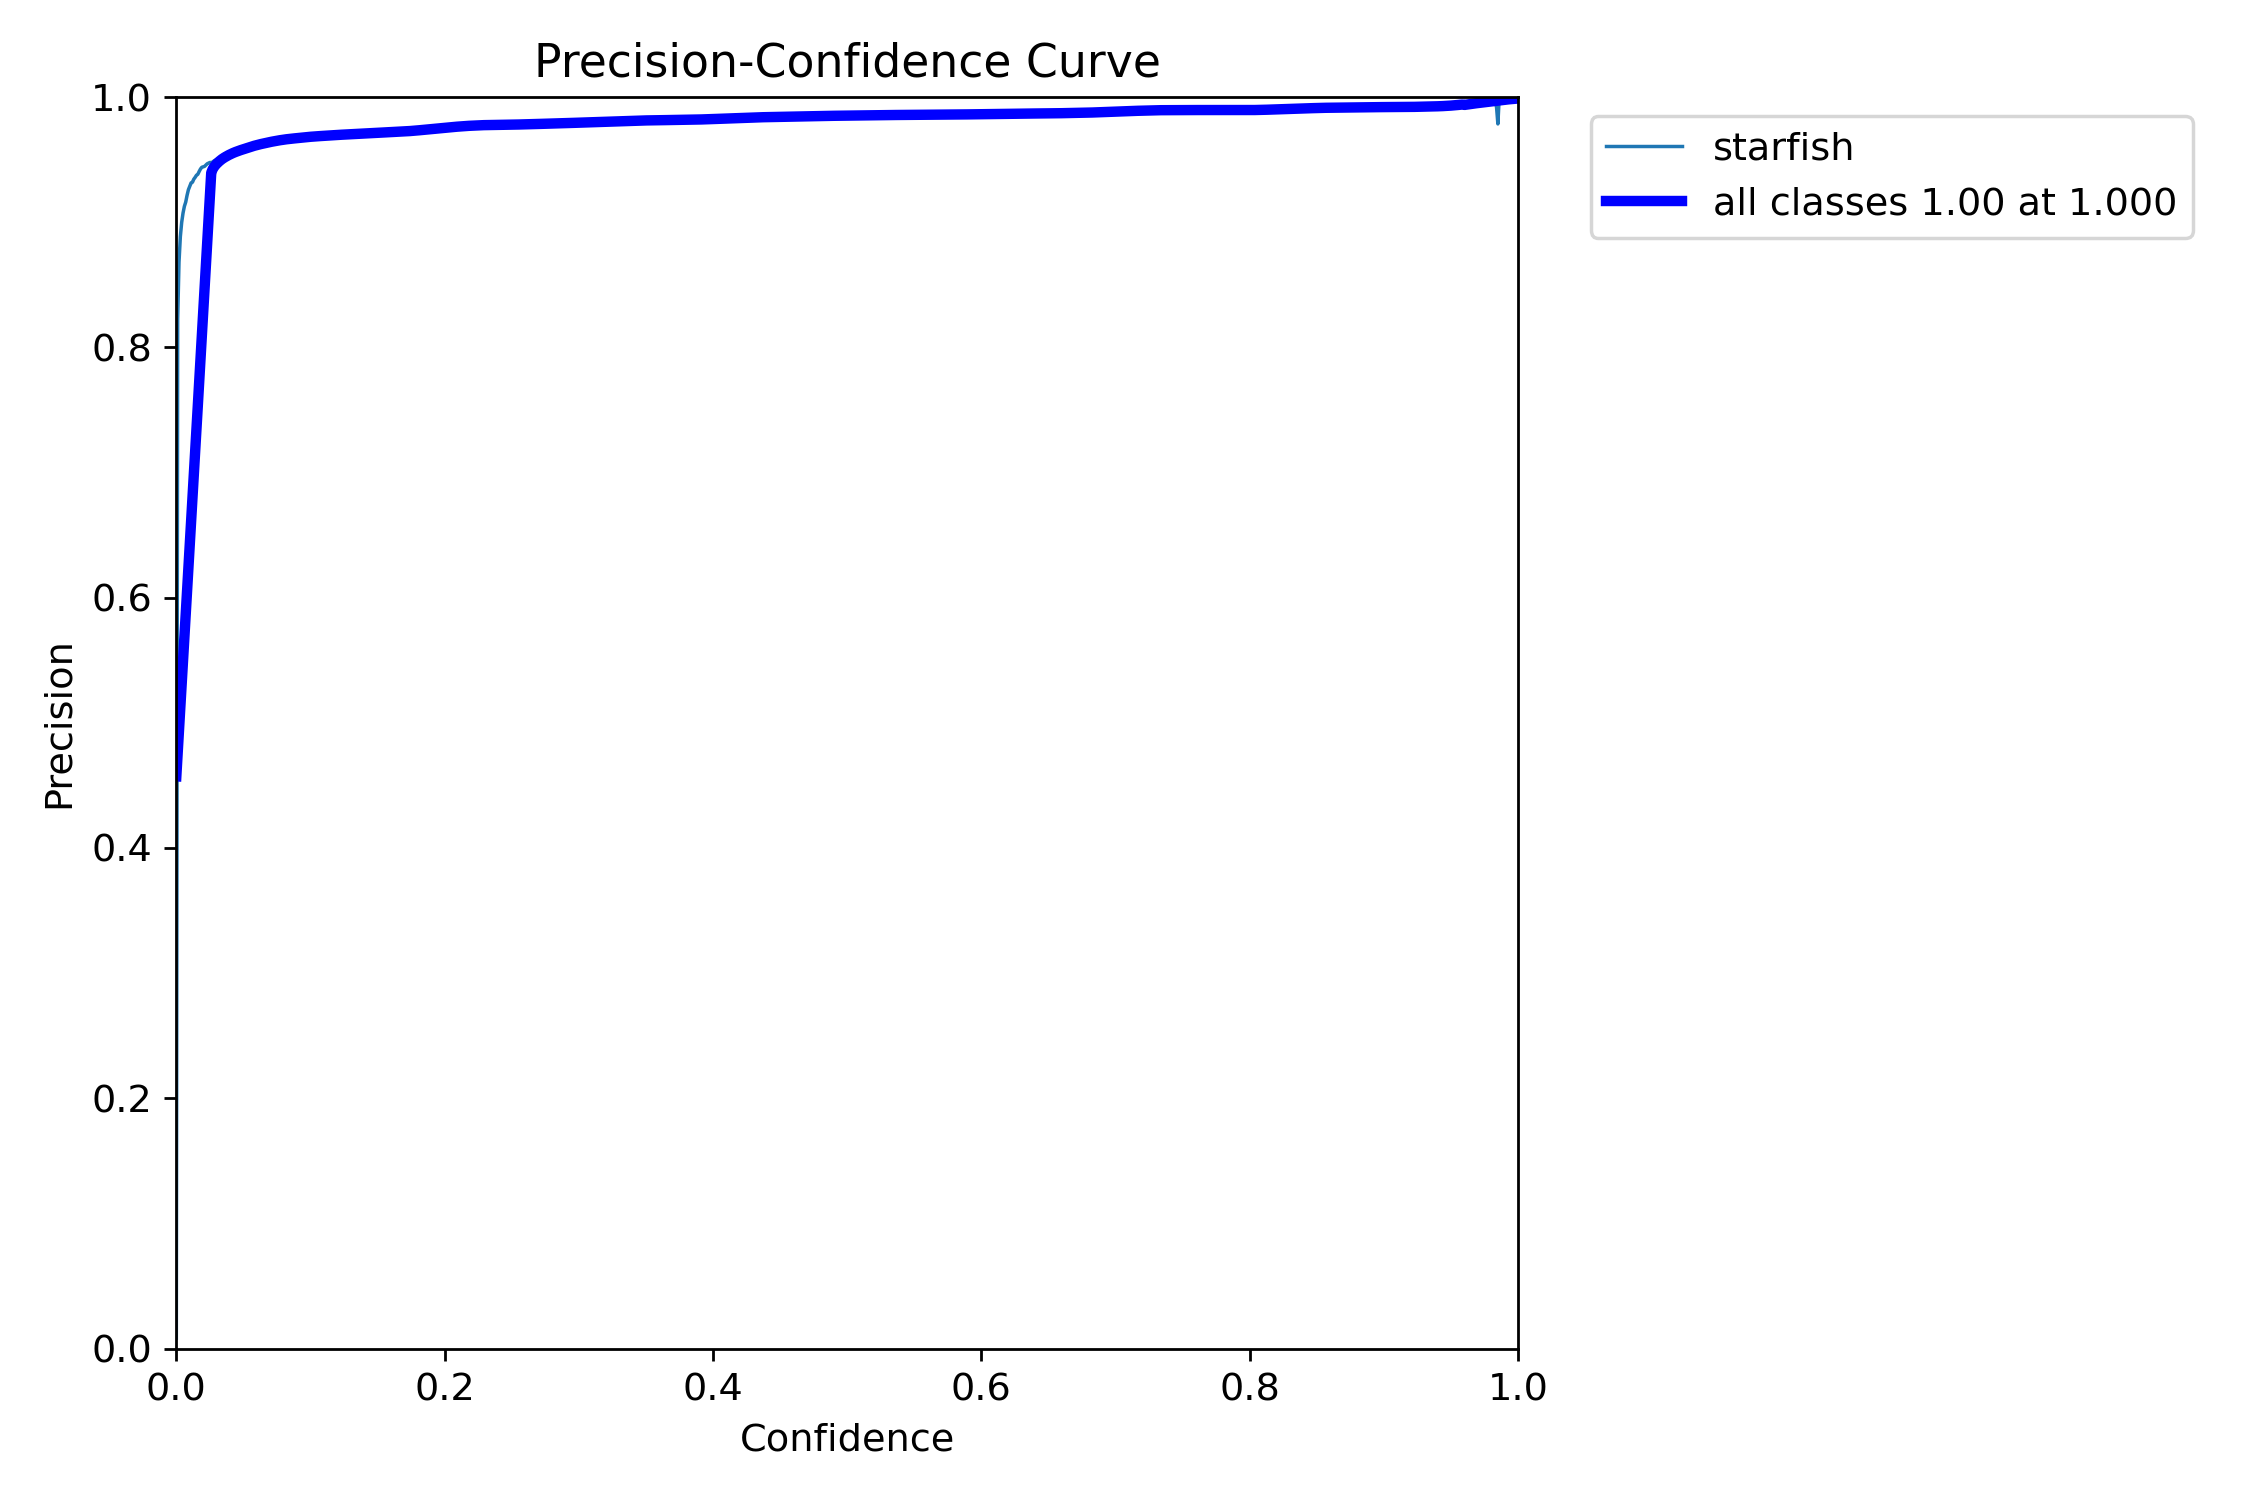 Precision-Confidence Curve
starfish
all classes 1.00 at 1.000
Precision
1.0
0.8
0.6
0.4
0.2
0.0
0.0 0.2 0.4 0.6 0.8 1.0
Confidence